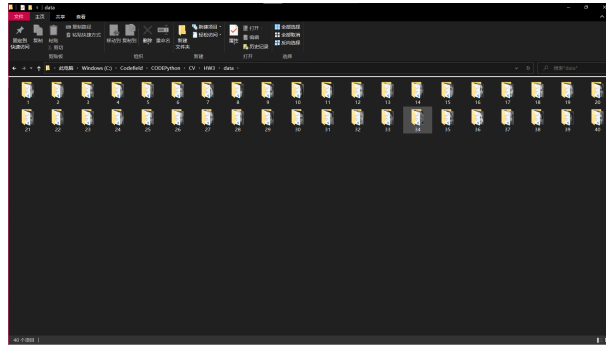 data
文件 主页 共享 查看
固定到快速访问 复制 粘贴 复制路径 粘贴快捷方式 剪切 移动到 复制到 删除 重命名 新建文件夹 新建项目 轻松访问 属性 打开 编辑 历史记录 全部选择 全部取消 反向选择
剪贴板 组织 新建 打开 选择
此电脑 › Windows (C:) › Codefield › CODEPython › CV › HW3 › data 搜索"data"
1 2 3 4 5 6 7 8 9 10 11 12 13 14 15 16 17 18 19 20
21 22 23 24 25 26 27 28 29 30 31 32 33 34 35 36 37 38 39 40
40 个项目